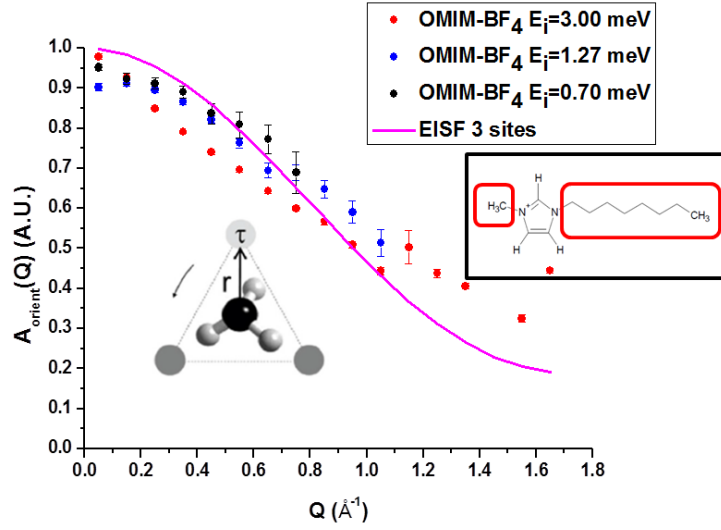 OMIM-BF4 Ei=3.00 meV
OMIM-BF4 Ei=1.27 meV
OMIM-BF4 Ei=0.70 meV
EISF 3 sites
Aorient(Q) (A.U.)
1.0
0.9
0.8
0.7
0.6
0.5
0.4
0.3
0.2
0.1
0.0
τ
r
H
H3C
N
+
N
CH3
H
H
0.0 0.2 0.4 0.6 0.8 1.0 1.2 1.4 1.6 1.8
Q (Å-1)